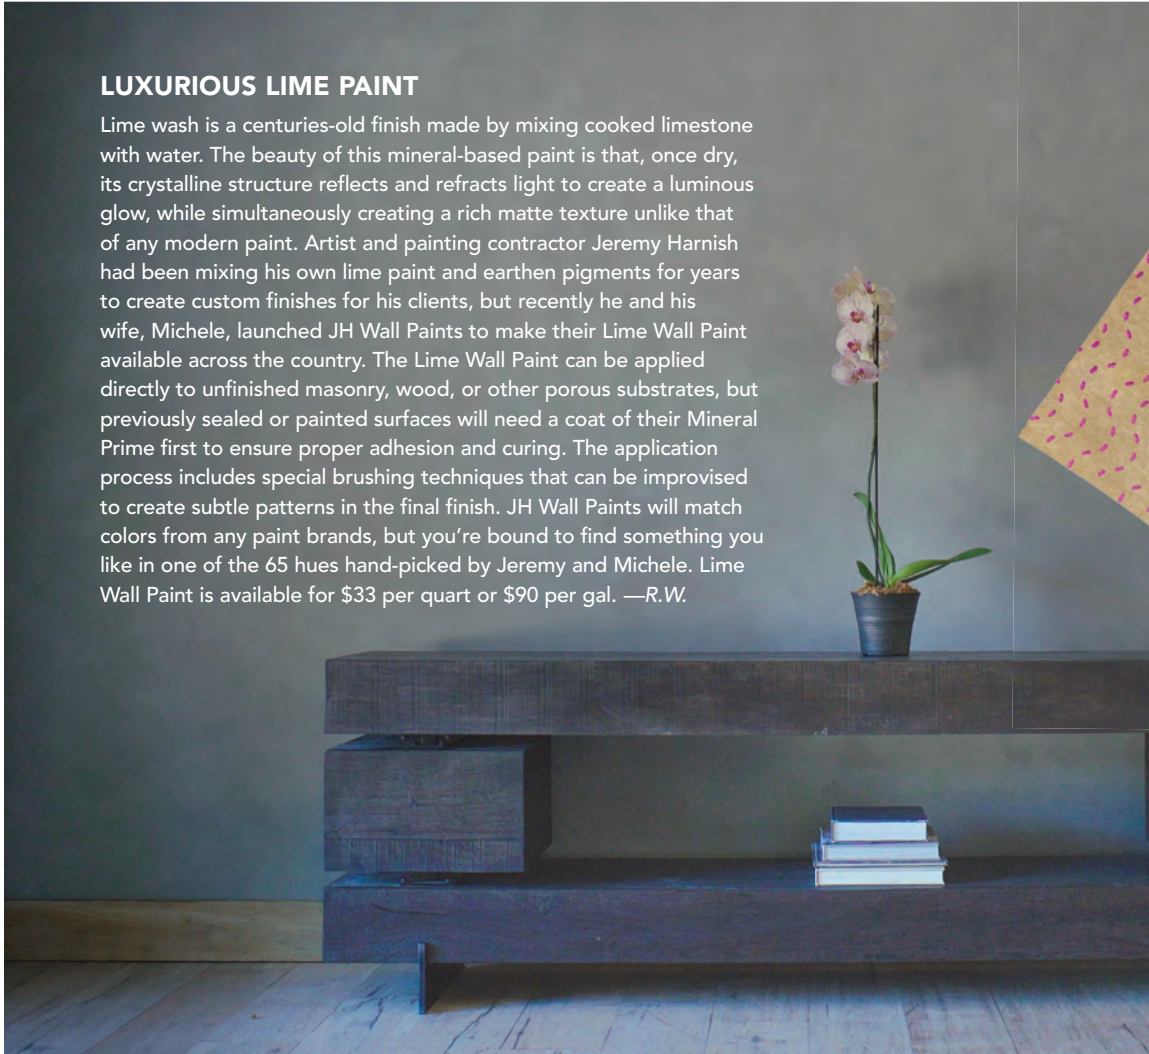 LUXURIOUS LIME PAINT
Lime wash is a centuries-old finish made by mixing cooked limestone
with water. The beauty of this mineral-based paint is that, once dry,
its crystalline structure reflects and refracts light to create a luminous
glow, while simultaneously creating a rich matte texture unlike that
of any modern paint. Artist and painting contractor Jeremy Harnish
had been mixing his own lime paint and earthen pigments for years
to create custom finishes for his clients, but recently he and his
wife, Michele, launched JH Wall Paints to make their Lime Wall Paint
available across the country. The Lime Wall Paint can be applied
directly to unfinished masonry, wood, or other porous substrates, but
previously sealed or painted surfaces will need a coat of their Mineral
Prime first to ensure proper adhesion and curing. The application
process includes special brushing techniques that can be improvised
to create subtle patterns in the final finish. JH Wall Paints will match
colors from any paint brands, but you’re bound to find something you
like in one of the 65 hues hand-picked by Jeremy and Michele. Lime
Wall Paint is available for $33 per quart or $90 per gal. —R.W.